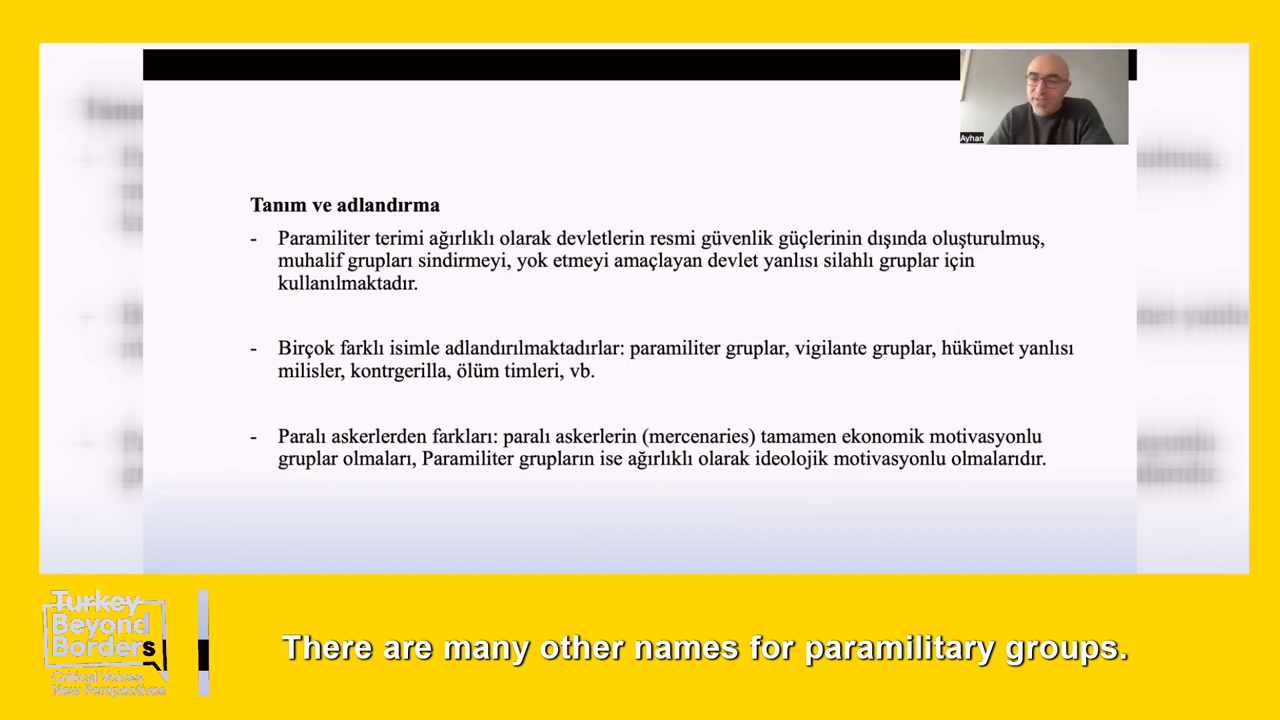 Ayhan
Tanım ve adlandırma
- Paramiliter terimi ağırlıklı olarak devletlerin resmi güvenlik güçlerinin dışında oluşturulmuş,
muhalif grupları sindirmeyi, yok etmeyi amaçlayan devlet yanlısı silahlı gruplar için
kullanılmaktadır.
- Birçok farklı isimle adlandırılmaktadırlar: paramiliter gruplar, vigilante gruplar, hükümet yanlısı
milisler, kontrgerilla, ölüm timleri, vb.
- Paralı askerlerden farkları: paralı askerlerin (mercenaries) tamamen ekonomik motivasyonlu
gruplar olmaları, Paramiliter grupların ise ağırlıklı olarak ideolojik motivasyonlu olmalarıdır.
Turkey
Beyond
Borders
Critical Voices
New Perspectives
There are many other names for paramilitary groups.